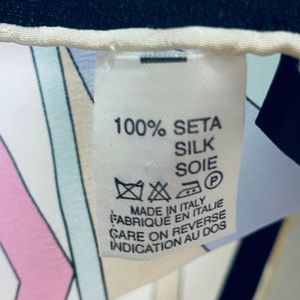 100% SETA
SILK
SOIE
P
MADE IN ITALY
FABRIQUE EN ITALIE
CARE ON REVERSE
INDICATION AU DOS